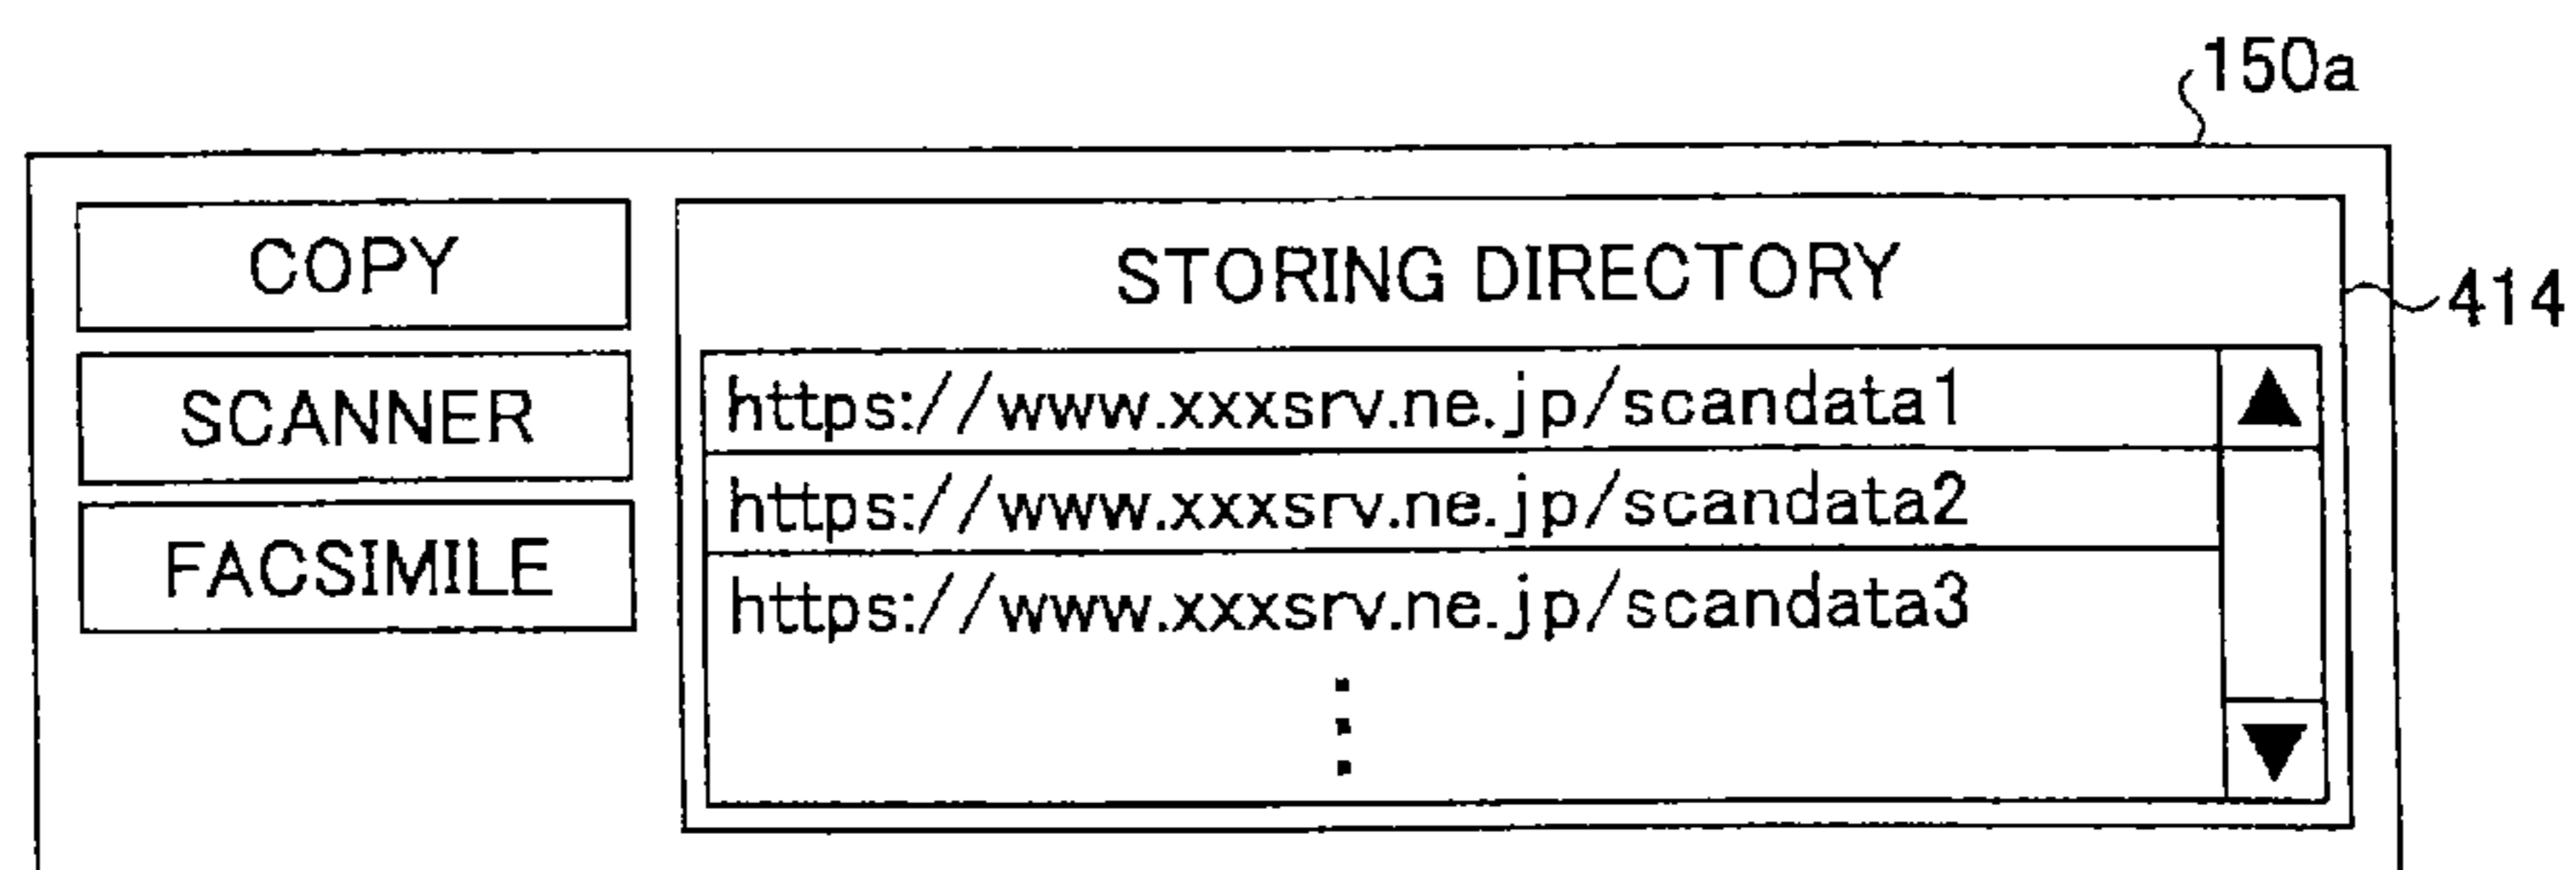 150a
COPY
SCANNER
FACSIMILE
STORING DIRECTORY
414
https://www.xxxsrv.ne.jp/scandata1
https://www.xxxsrv.ne.jp/scandata2
https://www.xxxsrv.ne.jp/scandata3